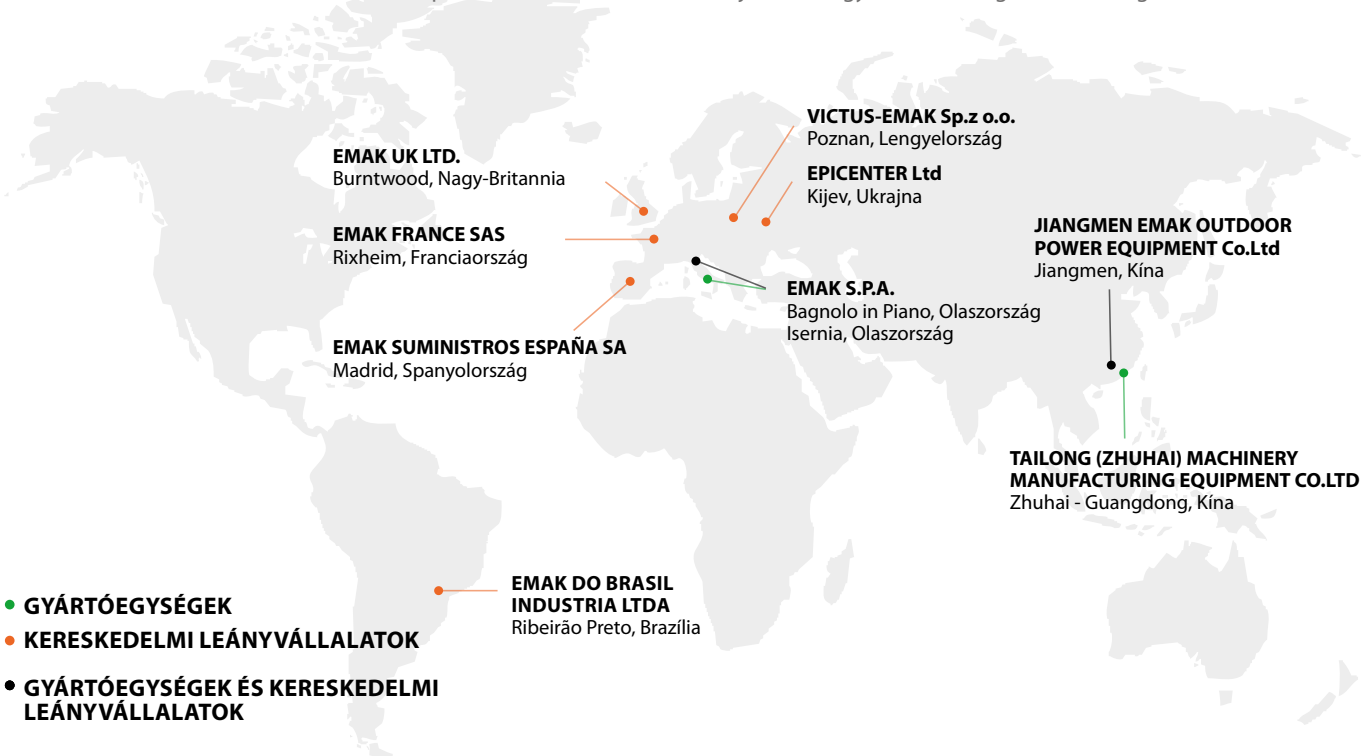 EMAK UK LTD.
Burntwood, Nagy-Britannia
EMAK FRANCE SAS
Rixheim, Franciaország
EMAK SUMINISTROS ESPAÑA SA
Madrid, Spanyolország
VICTUS-EMAK Sp.z o.o.
Poznan, Lengyelország
EPICENTER Ltd
Kijev, Ukrajna
EMAK S.P.A.
Bagnolo in Piano, Olaszország
Isernia, Olaszország
JIANGMEN EMAK OUTDOOR
POWER EQUIPMENT Co.Ltd
Jiangmen, Kína
TAILONG (ZHUHAI) MACHINERY
MANUFACTURING EQUIPMENT CO.LTD
Zhuhai - Guangdong, Kína
EMAK DO BRASIL
INDUSTRIA LTDA
Ribeirão Preto, Brazília
GYÁRTÓEGYSÉGEK
KERESKEDELMI LEÁNYVÁLLALATOK
GYÁRTÓEGYSÉGEK ÉS KERESKEDELMI
LEÁNYVÁLLALATOK